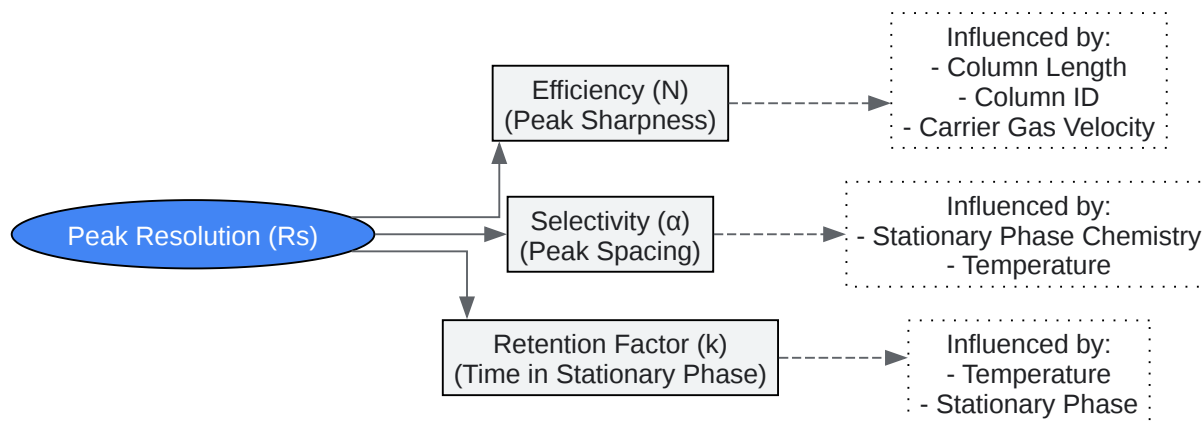 Peak Resolution (Rs)
Efficiency (N)
(Peak Sharpness)
Influenced by:
- Column Length
- Column ID
- Carrier Gas Velocity
Selectivity (α)
(Peak Spacing)
Influenced by:
- Stationary Phase Chemistry
- Temperature
Retention Factor (k)
(Time in Stationary Phase)
Influenced by:
- Temperature
- Stationary Phase